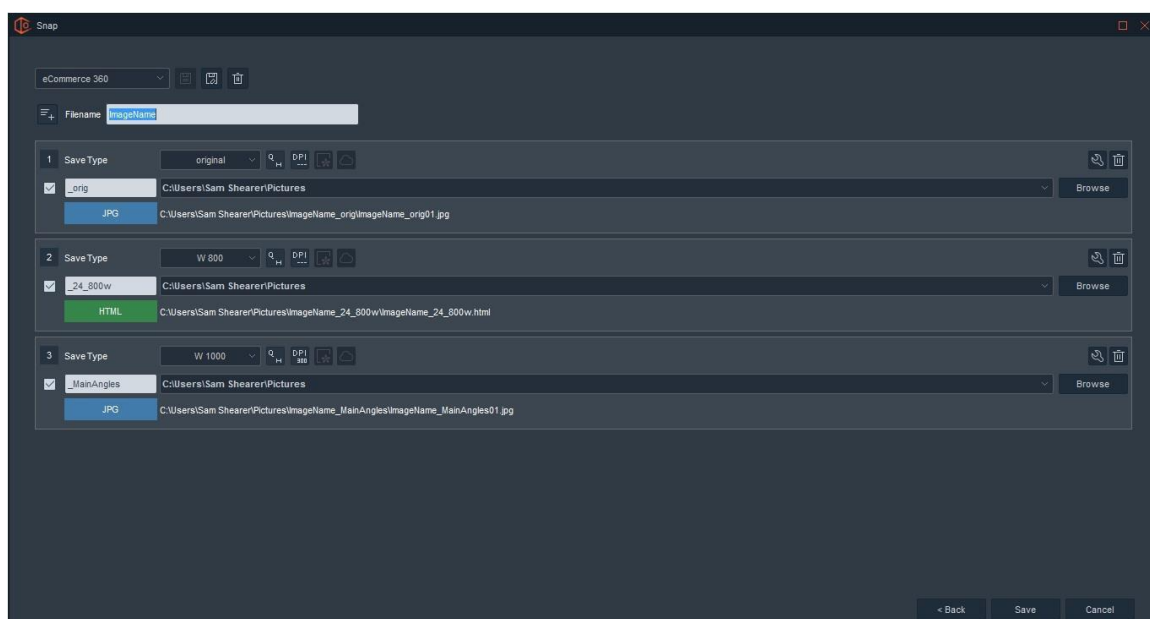 Snap
eCommerce 360
Filename ImageName
1 Save Type original Q H DPI ---
_orig C:\Users\Sam Shearer\Pictures Browse
JPG C:\Users\Sam Shearer\Pictures\ImageName_orig\ImageName_orig01.jpg
2 Save Type W 800 Q H DPI ---
_24_800w C:\Users\Sam Shearer\Pictures Browse
HTML C:\Users\Sam Shearer\Pictures\ImageName_24_800w\ImageName_24_800w.html
3 Save Type W 1000 Q H DPI 300
_MainAngles C:\Users\Sam Shearer\Pictures Browse
JPG C:\Users\Sam Shearer\Pictures\ImageName_MainAngles\ImageName_MainAngles01.jpg
< Back Save Cancel